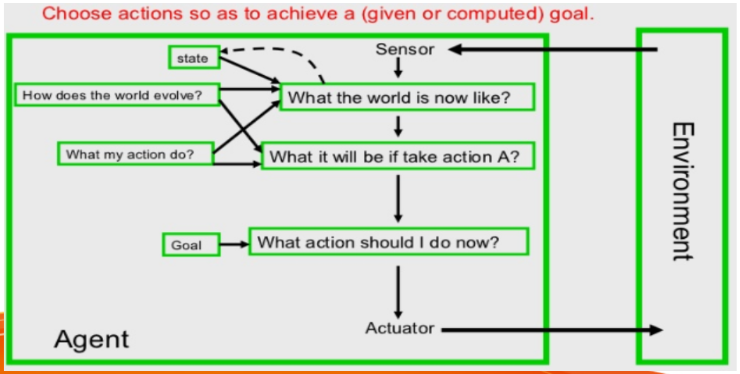 Choose actions so as to achieve a (given or computed) goal.
Sensor
state
How does the world evolve?
What the world is now like?
What my action do?
What it will be if take action A?
Goal
What action should I do now?
Actuator
Agent
Environment